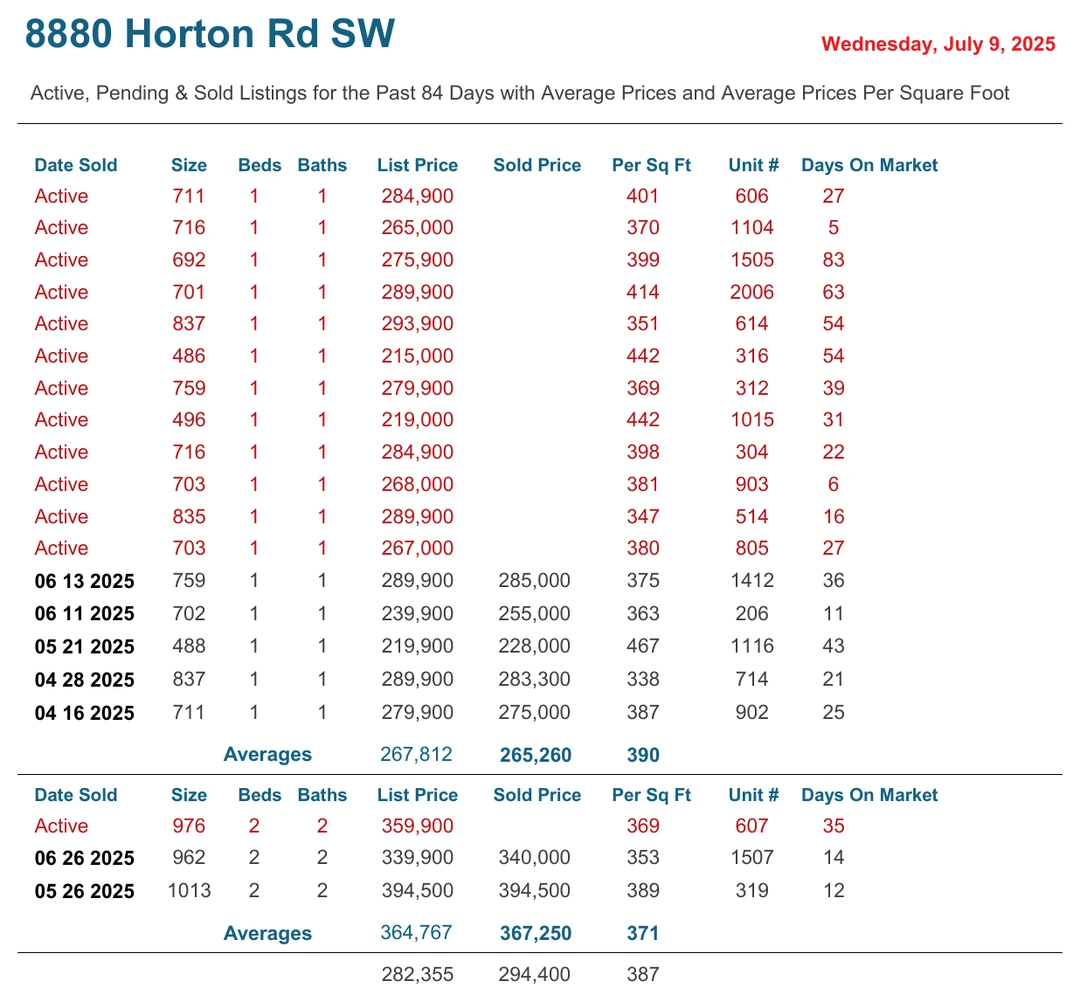 8880 Horton Rd SW
Wednesday, July 9, 2025
Active, Pending & Sold Listings for the Past 84 Days with Average Prices and Average Prices Per Square Foot
Date Sold Size Beds Baths List Price Sold Price Per Sq Ft Unit # Days On Market
Active 711 1 1 284,900 401 606 27
Active 716 1 1 265,000 370 1104 5
Active 692 1 1 275,900 399 1505 83
Active 701 1 1 289,900 414 2006 63
Active 837 1 1 293,900 351 614 54
Active 486 1 1 215,000 442 316 54
Active 759 1 1 279,900 369 312 39
Active 496 1 1 219,000 442 1015 31
Active 716 1 1 284,900 398 304 22
Active 703 1 1 268,000 381 903 6
Active 835 1 1 289,900 347 514 16
Active 703 1 1 267,000 380 805 27
06 13 2025 759 1 1 289,900 285,000 375 1412 36
06 11 2025 702 1 1 239,900 255,000 363 206 11
05 21 2025 488 1 1 219,900 228,000 467 1116 43
04 28 2025 837 1 1 289,900 283,300 338 714 21
04 16 2025 711 1 1 279,900 275,000 387 902 25
Averages 267,812 265,260 390
Date Sold Size Beds Baths List Price Sold Price Per Sq Ft Unit # Days On Market
Active 976 2 2 359,900 369 607 35
06 26 2025 962 2 2 339,900 340,000 353 1507 14
05 26 2025 1013 2 2 394,500 394,500 389 319 12
Averages 364,767 367,250 371
282,355 294,400 387